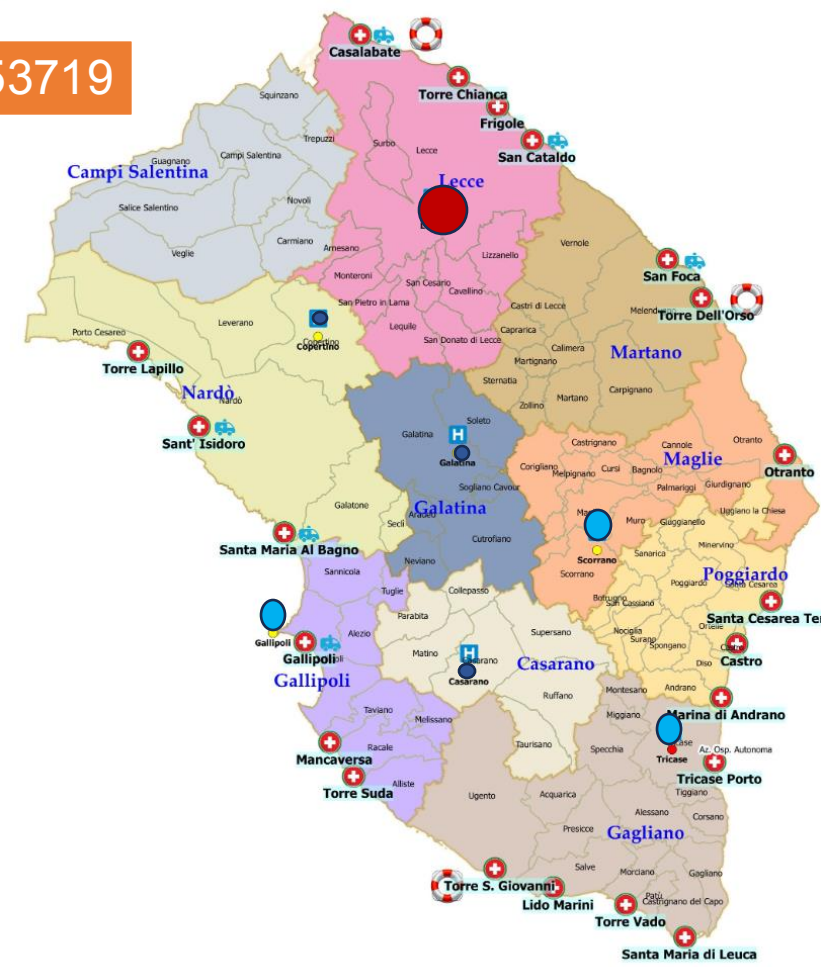 53719
Casalabate
Torre Chianca
Frigole
San Cataldo
Squinzano
Trepuzzi
Surbo
Lecce
Guagnano
Campi Salentina
Campi Salentina
Lecce
Salice Salentino
Novoli
Veglie
Carmiano
Arnesano
Lizzanello
Vernole
Monteroni
San Cesario
Cavallino
San Foca
San Pietro in Lama
Castri di Lecce
Melendugno
Torre Dell'Orso
Porto Cesareo
Leverano
Copertino
Copertino
Lequile
San Donato di Lecce
Caprarica
Calimera
Martano
Torre Lapillo
Martignano
Sternatia
Carpignano
Zollino
Martano
Nardò
Nardò
Sant' Isidoro
Galatina
Soleto
H
Galatina
Castrignano
Cannole
Otranto
Corigliano
Melpignano
Cursi
Bagnolo
Maglie
Otranto
Palmariggi
Giurdignano
Sogliano Cavour
Galatina
Galatone
Seclì
Aradeo
Muro
Giuggianello
Uggiano la Chiesa
Santa Maria Al Bagno
Neviano
Cutrofiano
Scorrano
Scorrano
Sanarica
Minervino
Sannicola
Tuglie
Collepasso
Botrugno
San Cassiano
Poggiardo
Poggiardo
Santa Cesarea
Santa Cesarea Ter
Gallipoli
Gallipoli
Gallipoli
Alezio
Parabita
Matino
H
Casarano
Supersano
Casarano
Nociglia
Surano
Spongano
Ortelle
Castro
Diso
Ruffano
Andrano
Montesano
Miggiano
Marina di Andrano
Taviano
Melissano
Mancaversa
Racale
Taurisano
Specchia
Az. Osp. Autonoma
Tricase
Tricase Porto
Torre Suda
Alliste
Ugento
Acquarica
Tiggiano
Presicce
Alessano
Corsano
Gagliano
Salve
Morciano
Gagliano
Torre S. Giovanni
Lido Marini
Patù
Castrignano del Capo
Torre Vado
Santa Maria di Leuca